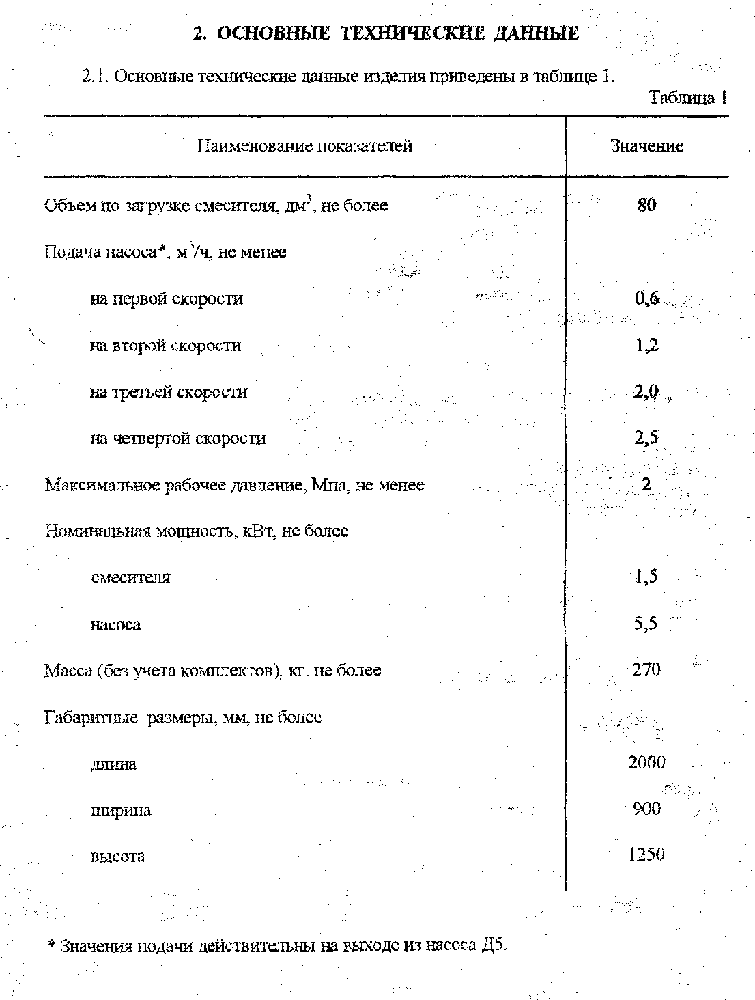 2. ОСНОВНЫЕ ТЕХНИЧЕСКИЕ ДАННЫЕ
2.1. Основные технические данные изделия приведены в таблице 1.
Таблица 1
Наименование показателей Значение
Объем по загрузке смесителя, дм³, не более 80
Подача насоса*, м³/ч, не менее
на первой скорости 0,6
на второй скорости 1,2
на третьей скорости 2,0
на четвертой скорости 2,5
Максимальное рабочее давление, Мпа, не менее 2
Номинальная мощность, кВт, не более
смесителя 1,5
насоса 5,5
Масса (без учета комплектов), кг, не более 270
Габаритные размеры, мм, не более
длина 2000
ширина 900
высота 1250
* Значения подачи действительны на выходе из насоса Д5.